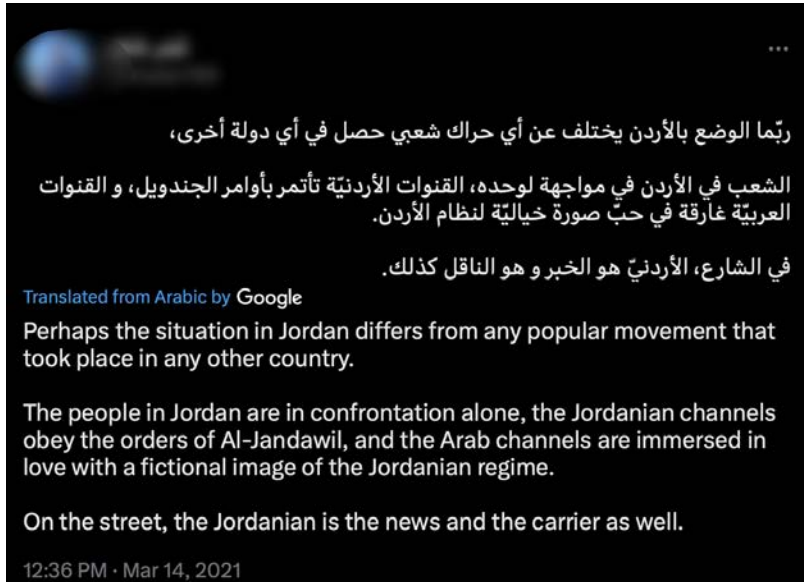 ربّما الوضع بالأردن يختلف عن أي حراك شعبي حصل في أي دولة أخرى،
الشعب في الأردن في مواجهة لوحده، القنوات الأردنيّة تأتمر بأوامر الجندويل، و القنوات
العربيّة غارقة في حبّ صورة خياليّة لنظام الأردن.
في الشارع، الأردنيّ هو الخبر و هو الناقل كذلك.
Translated from Arabic by Google
Perhaps the situation in Jordan differs from any popular movement that
took place in any other country.
The people in Jordan are in confrontation alone, the Jordanian channels
obey the orders of Al-Jandawil, and the Arab channels are immersed in
love with a fictional image of the Jordanian regime.
On the street, the Jordanian is the news and the carrier as well.
12:36 PM · Mar 14, 2021